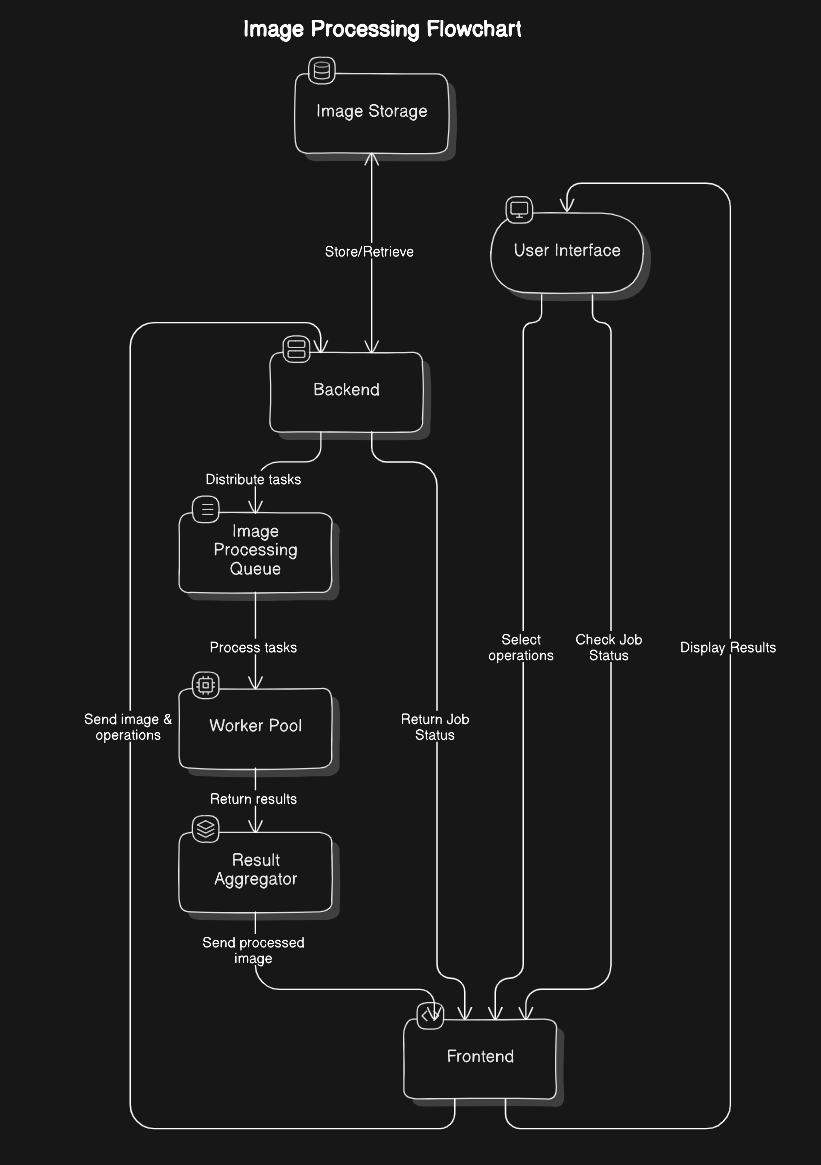 Image Processing Flowchart
Image Storage
User Interface
Store/Retrieve
Backend
Distribute tasks
Image
Processing
Queue
Process tasks
Select
operations
Check Job
Status
Display Results
Send image &
operations
Worker Pool
Return Job
Status
Return results
Result
Aggregator
Send processed
image
Frontend